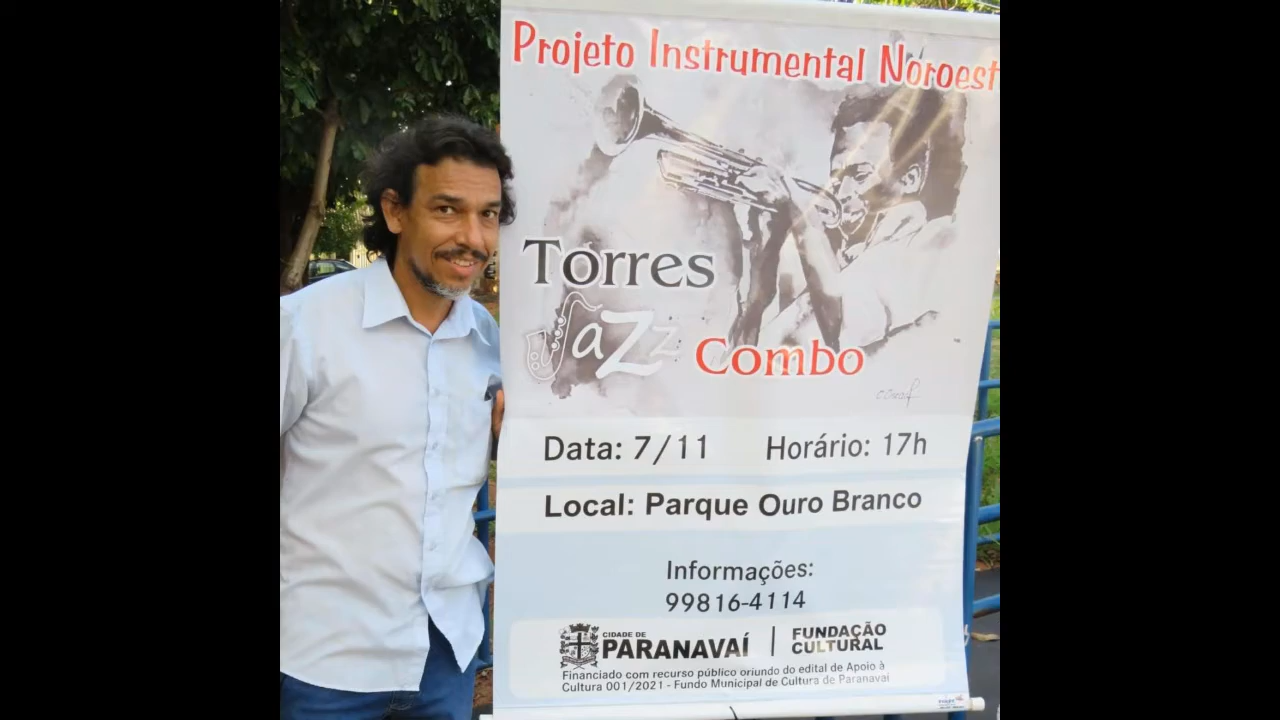 Projeto Instrumental Noroest
Torres
Jazz
Combo
Data: 7/11 Horário: 17h
Local: Parque Ouro Branco
Informações:
99816-4114
CIDADE DE
PARANAVAÍ
FUNDAÇÃO
CULTURAL
Financiado com recurso público oriundo do edital de Apoio à
Cultura 001/2021 - Fundo Municipal de Cultura de Paranavaí